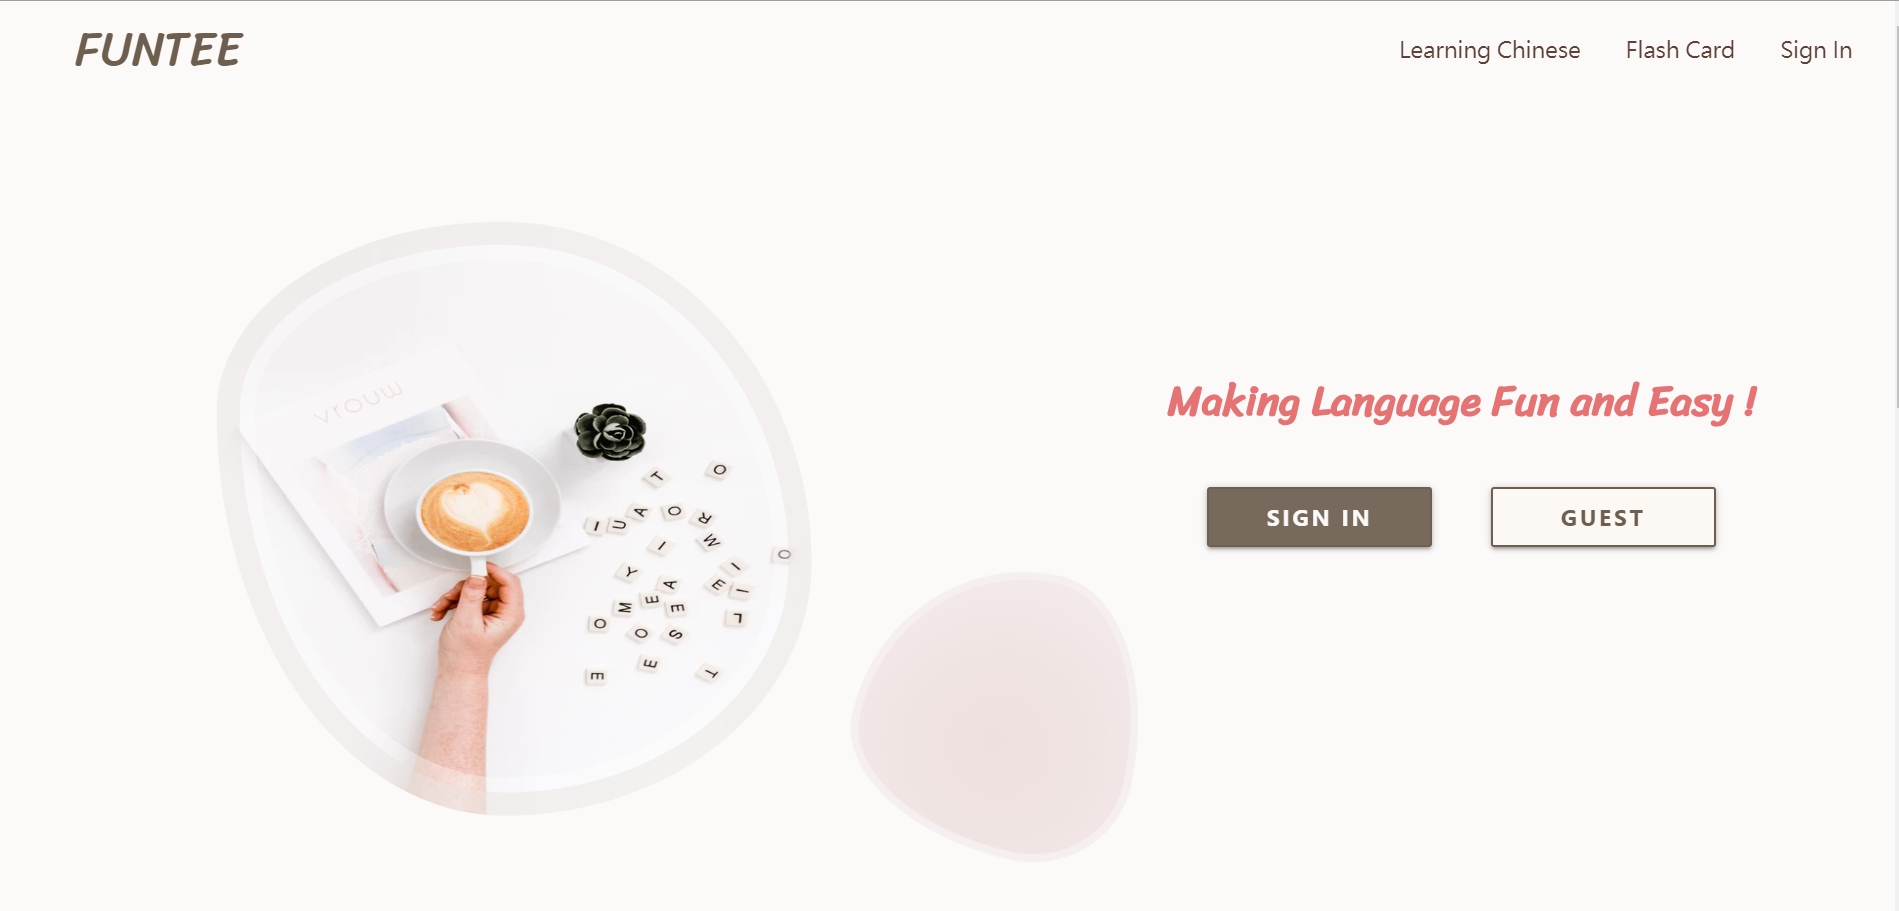 FUNTEE
Learning Chinese
Flash Card
Sign In
vrouw
T
O
I
U
A
O
R
I
W
O
Y
A
I
E
I
M
E
E
L
O
O
S
E
E
T
Making Language Fun and Easy !
SIGN IN
GUEST